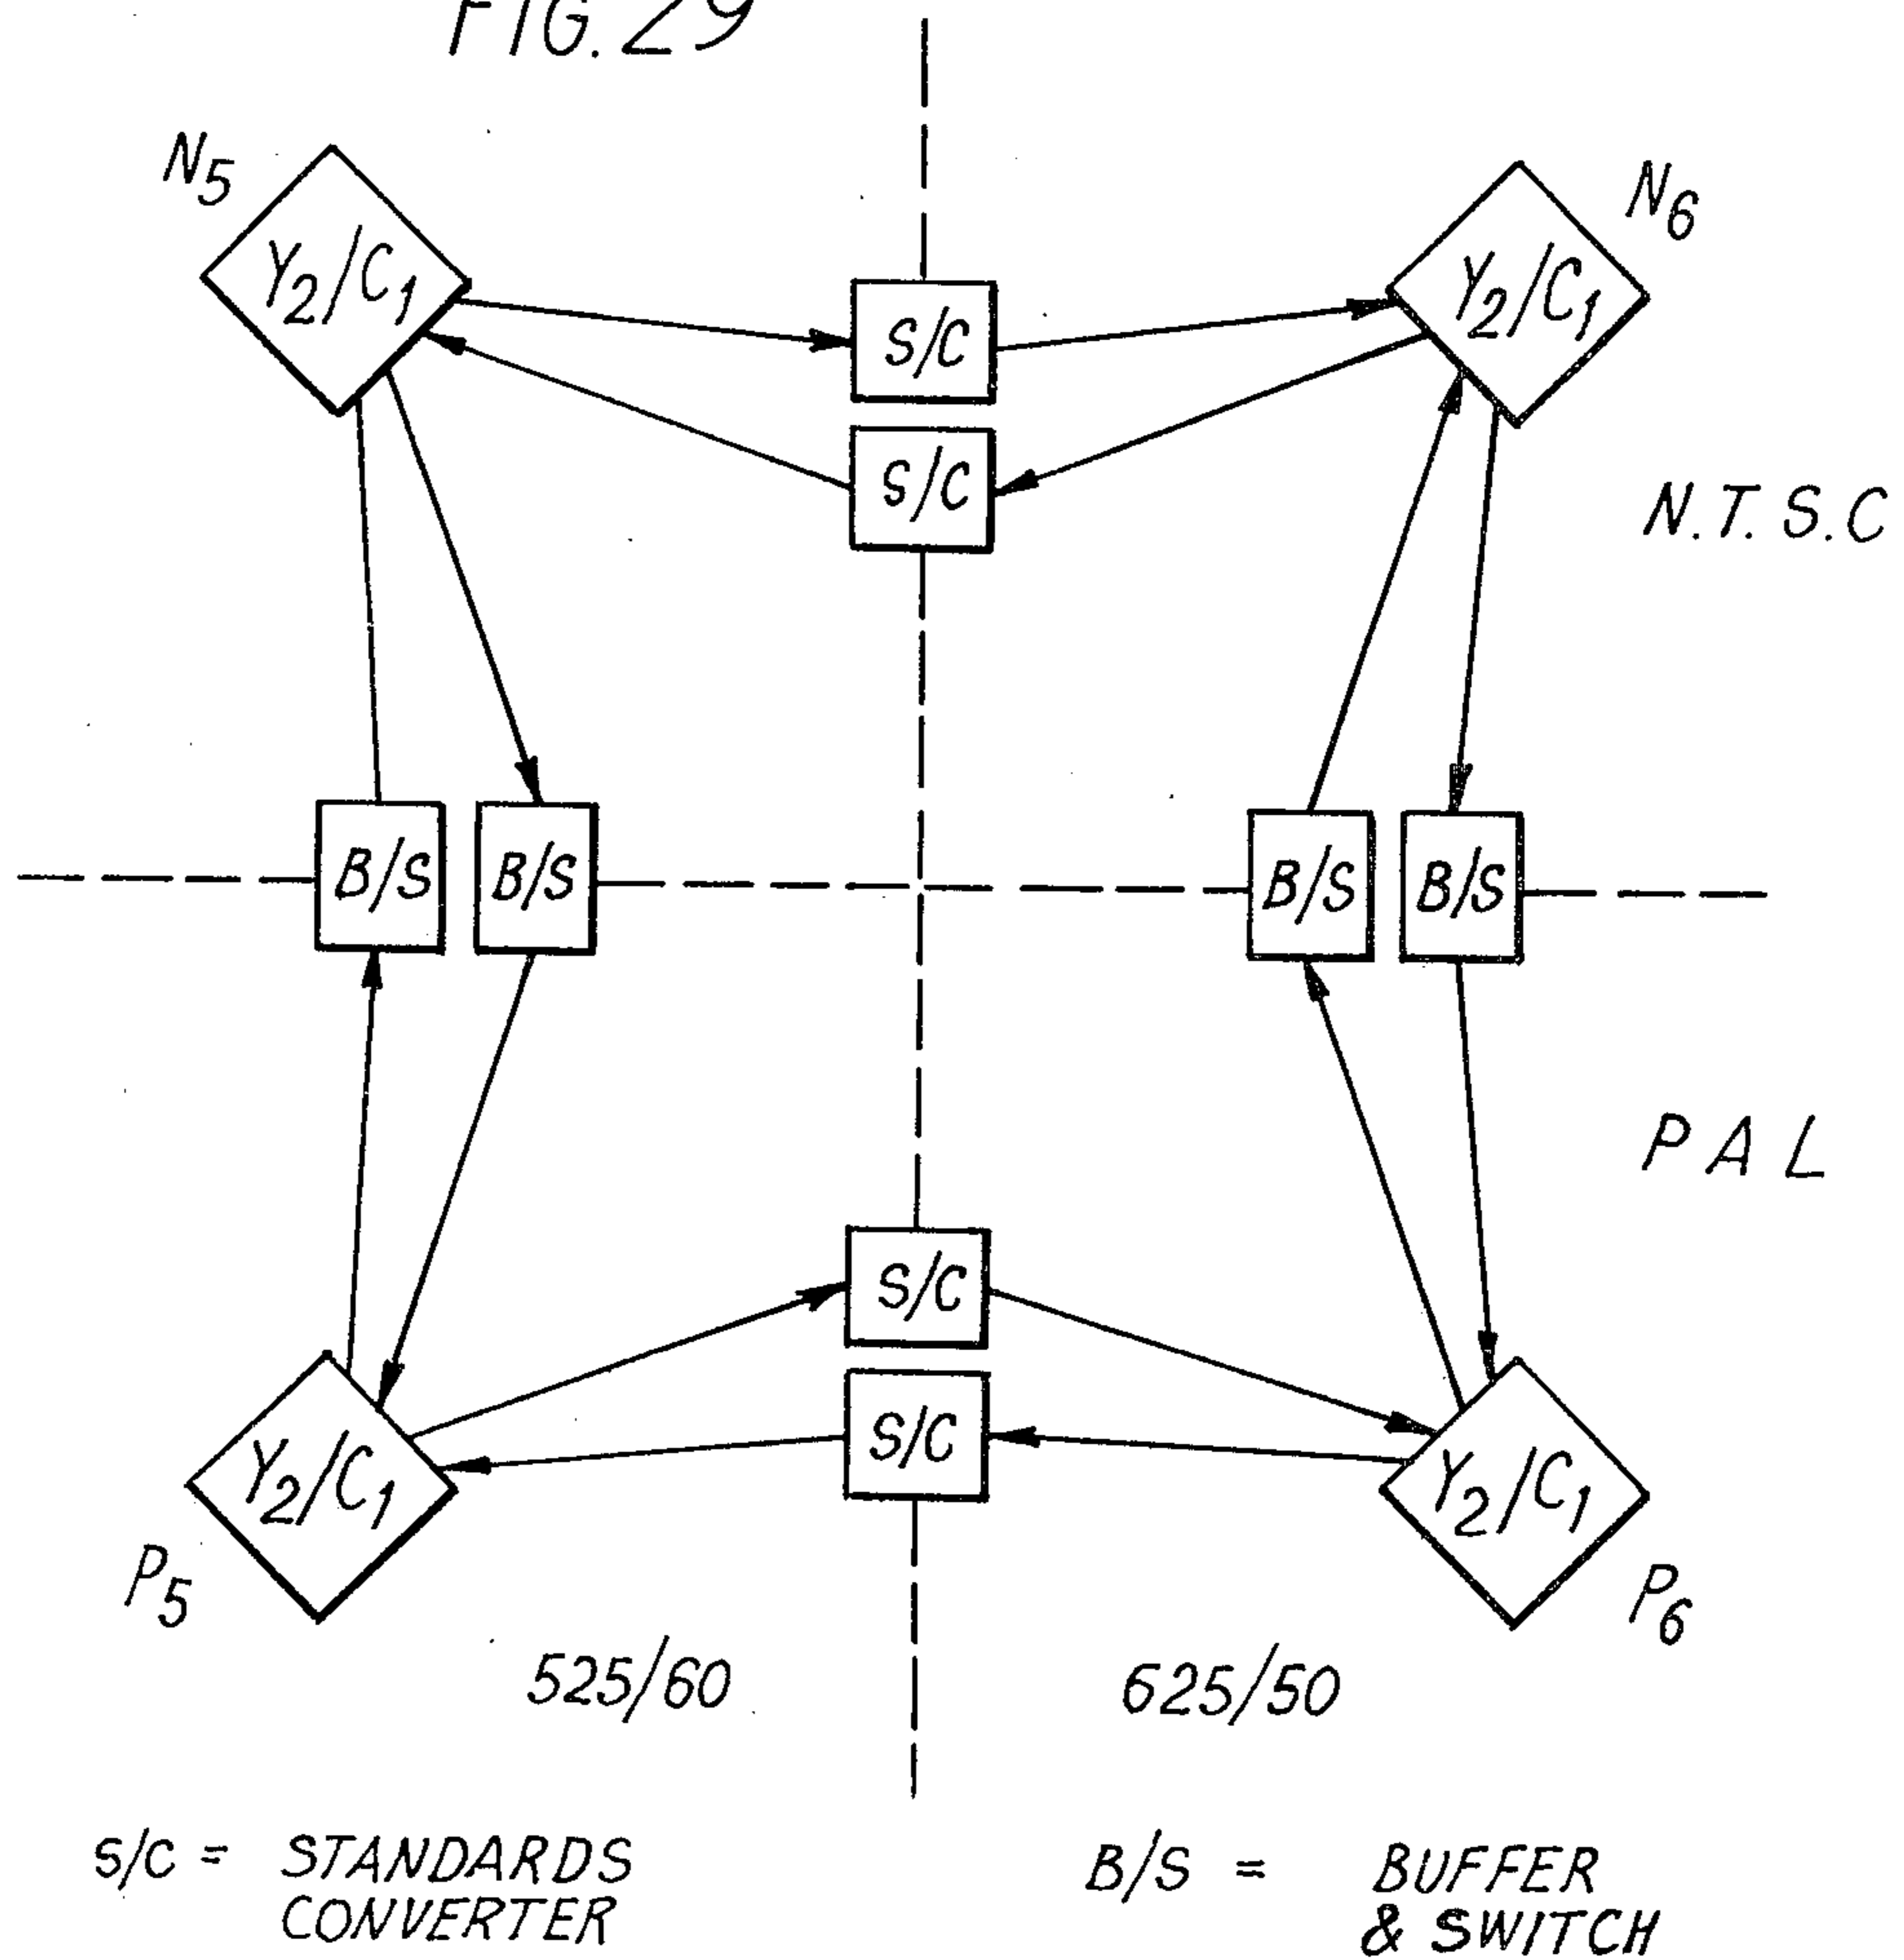 FIG. 29
N5
N6
Y2/C1
Y2/C1
S/C
S/C
N.T.S.C
B/S
B/S
B/S
B/S
PAL
S/C
S/C
Y2/C1
Y2/C1
P5
P6
525/60
625/50
S/C = STANDARDS
CONVERTER
B/S = BUFFER
& SWITCH